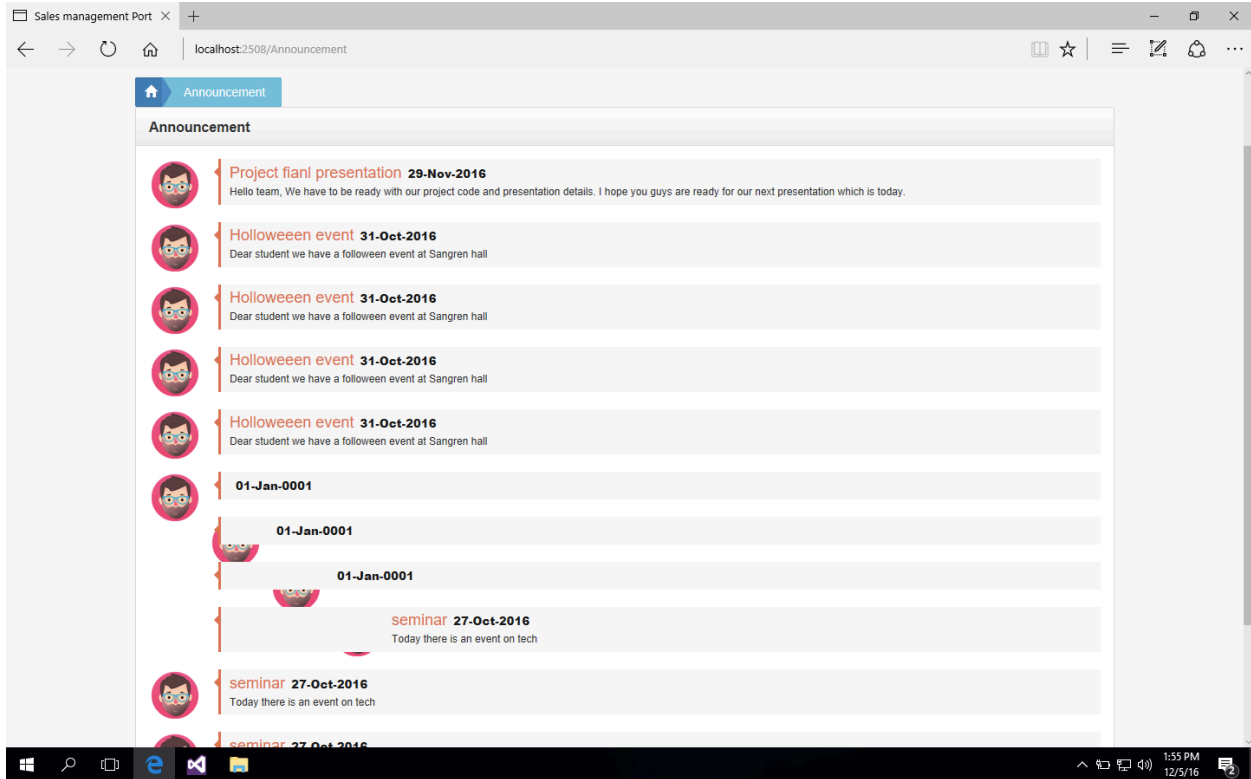 Sales management Port
localhost:2508/Announcement
Announcement
Announcement
Project fianl presentation 29-Nov-2016
Hello team, We have to be ready with our project code and presentation details. I hope you guys are ready for our next presentation which is today.
Holloweeen event 31-Oct-2016
Dear student we have a folloween event at Sangren hall
Holloweeen event 31-Oct-2016
Dear student we have a folloween event at Sangren hall
Holloweeen event 31-Oct-2016
Dear student we have a folloween event at Sangren hall
Holloweeen event 31-Oct-2016
Dear student we have a folloween event at Sangren hall
01-Jan-0001
01-Jan-0001
01-Jan-0001
seminar 27-Oct-2016
Today there is an event on tech
seminar 27-Oct-2016
Today there is an event on tech
seminar 27-Oct-2016
1:55 PM
12/5/16
2